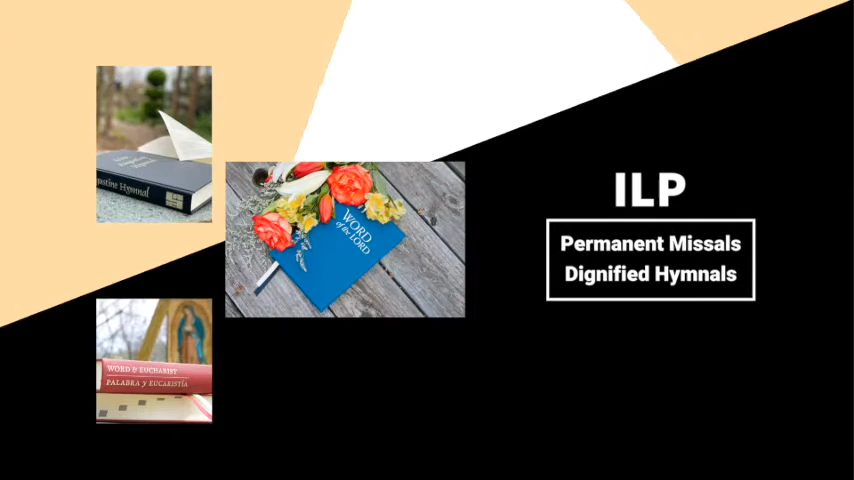 ustine Hymnal
WORD
of the LORD
WORD & EUCHARIST
PALABRA y EUCARISTÍA
ILP
Permanent Missals
Dignified Hymnals